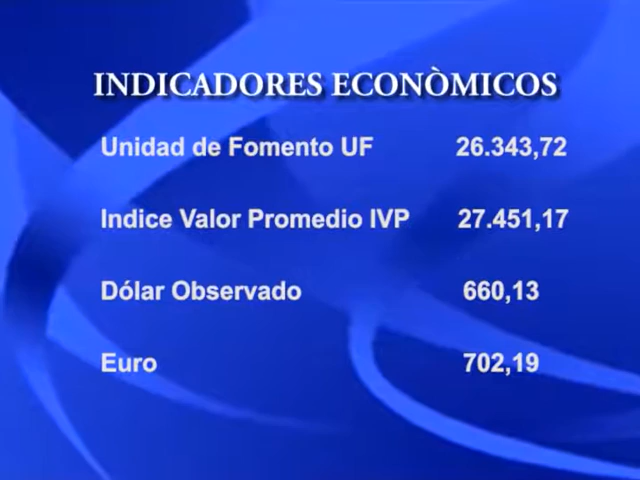 INDICADORES ECONÒMICOS
Unidad de Fomento UF 26.343,72
Indice Valor Promedio IVP 27.451,17
Dólar Observado 660,13
Euro 702,19